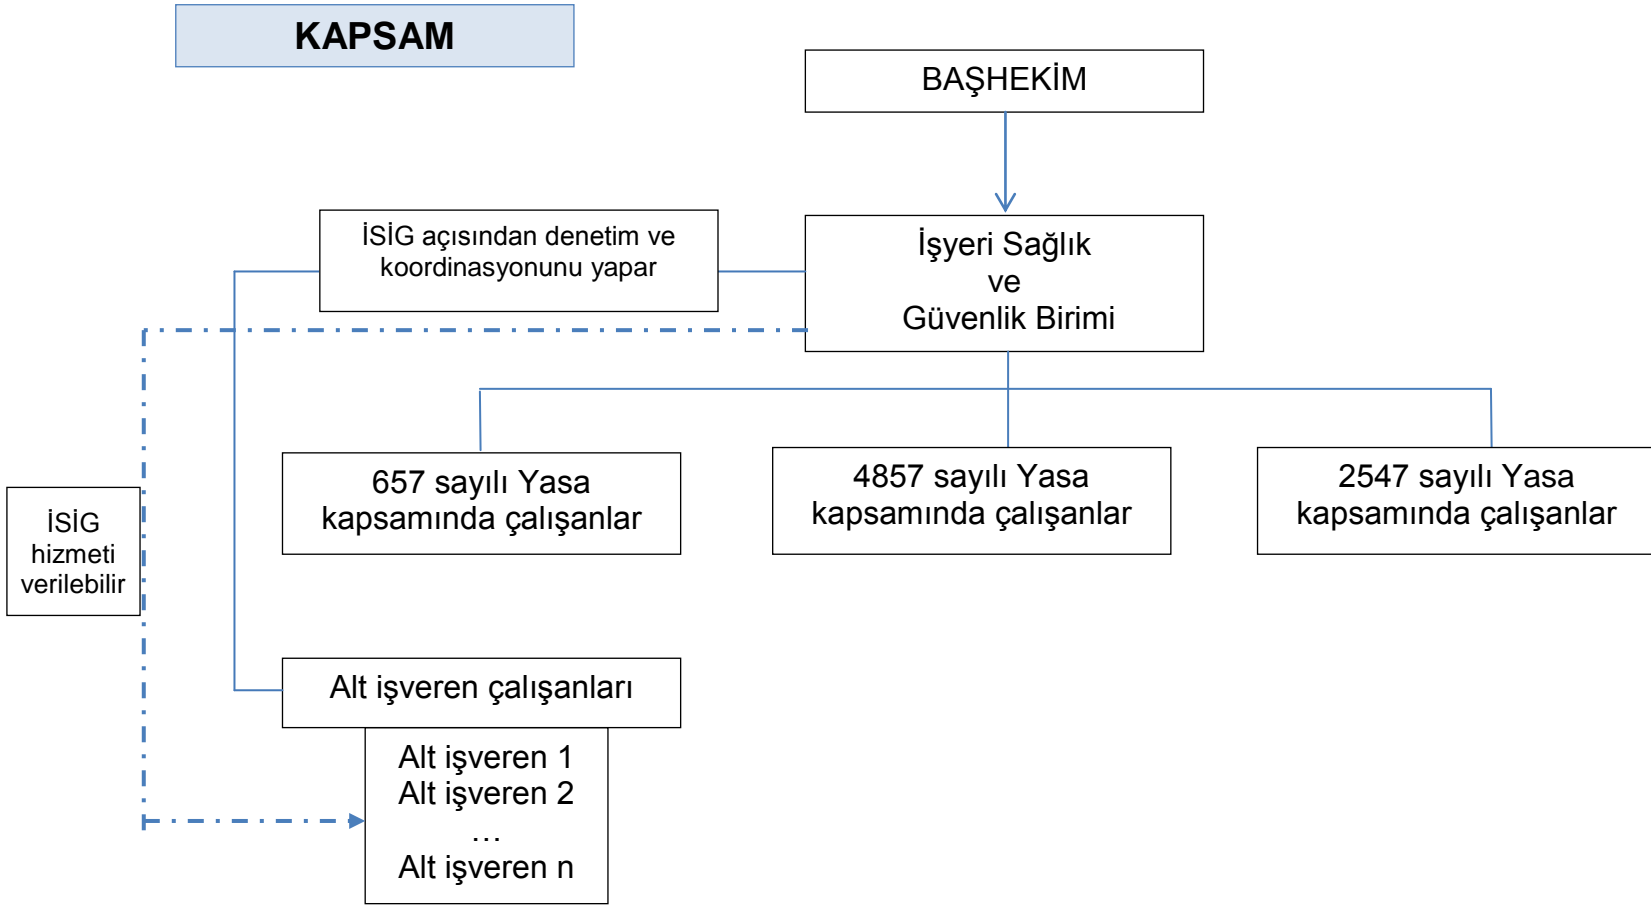 KAPSAM
BAŞHEKİM
İSİG açısından denetim ve
koordinasyonunu yapar
İşyeri Sağlık
ve
Güvenlik Birimi
657 sayılı Yasa
kapsamında çalışanlar
4857 sayılı Yasa
kapsamında çalışanlar
2547 sayılı Yasa
kapsamında çalışanlar
İSİG
hizmeti
verilebilir
Alt işveren çalışanları
Alt işveren 1
Alt işveren 2
…
Alt işveren n